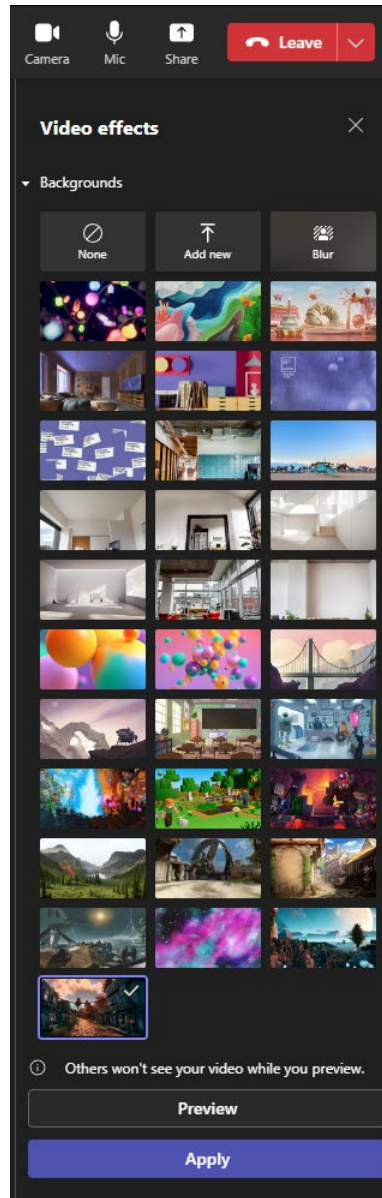 Camera Mic Share Leave
Video effects
Backgrounds
None Add new Blur
Others won't see your video while you preview.
Preview
Apply